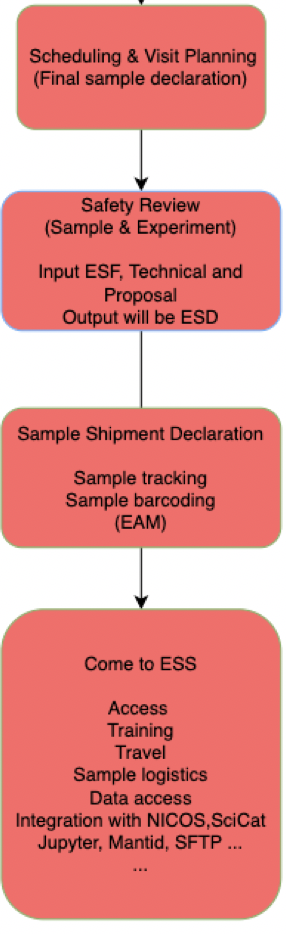 Scheduling & Visit Planning
(Final sample declaration)
Safety Review
(Sample & Experiment)
Input ESF, Technical and
Proposal
Output will be ESD
Sample Shipment Declaration
Sample tracking
Sample barcoding
(EAM)
Come to ESS
Access
Training
Travel
Sample logistics
Data access
Integration with NICOS,SciCat
Jupyter, Mantid, SFTP ...
...